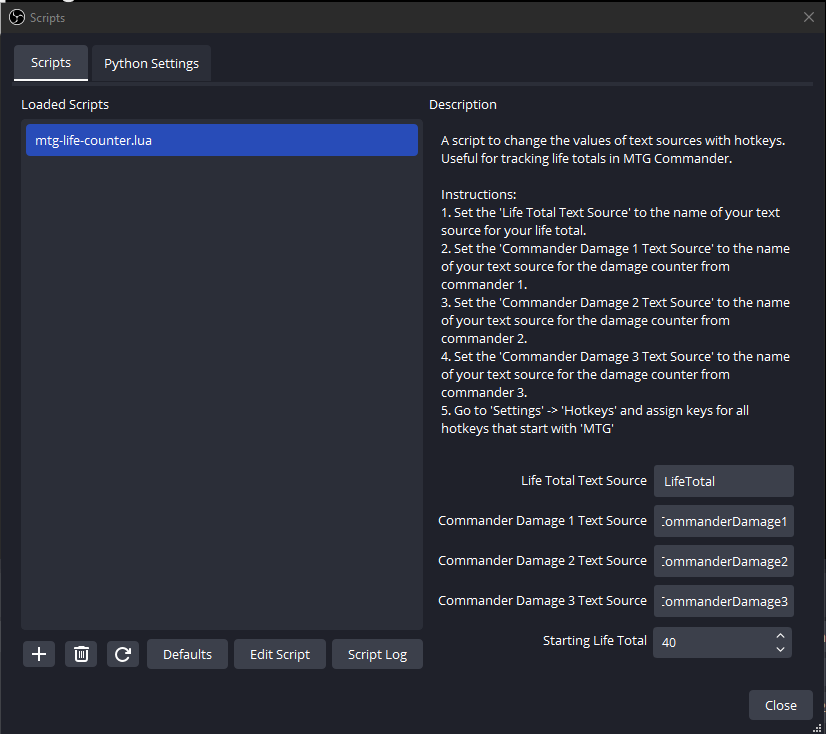 Scripts
Scripts
Python Settings
Loaded Scripts
Description
mtg-life-counter.lua
A script to change the values of text sources with hotkeys.
Useful for tracking life totals in MTG Commander.
Instructions:
1. Set the 'Life Total Text Source' to the name of your text
source for your life total.
2. Set the 'Commander Damage 1 Text Source' to the name
of your text source for the damage counter from
commander 1.
3. Set the 'Commander Damage 2 Text Source' to the name
of your text source for the damage counter from
commander 2.
4. Set the 'Commander Damage 3 Text Source' to the name
of your text source for the damage counter from
commander 3.
5. Go to 'Settings' -> 'Hotkeys' and assign keys for all
hotkeys that start with 'MTG'
Life Total Text Source LifeTotal
Commander Damage 1 Text Source CommanderDamage1
Commander Damage 2 Text Source CommanderDamage2
Commander Damage 3 Text Source CommanderDamage3
Starting Life Total 40
Defaults
Edit Script
Script Log
Close